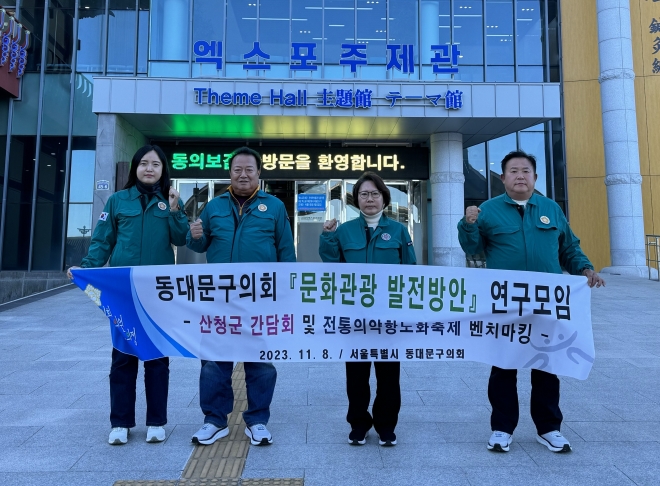 엑스포주제관
Theme Hall 主題館 テーマ館
동의보감 방문을 환영합니다.
동대문구의회 『문화관광 발전방안』 연구모임
- 산청군 간담회 및 전통의약항노화축제 벤치마킹 -
2023. 11. 8. / 서울특별시 동대문구의회